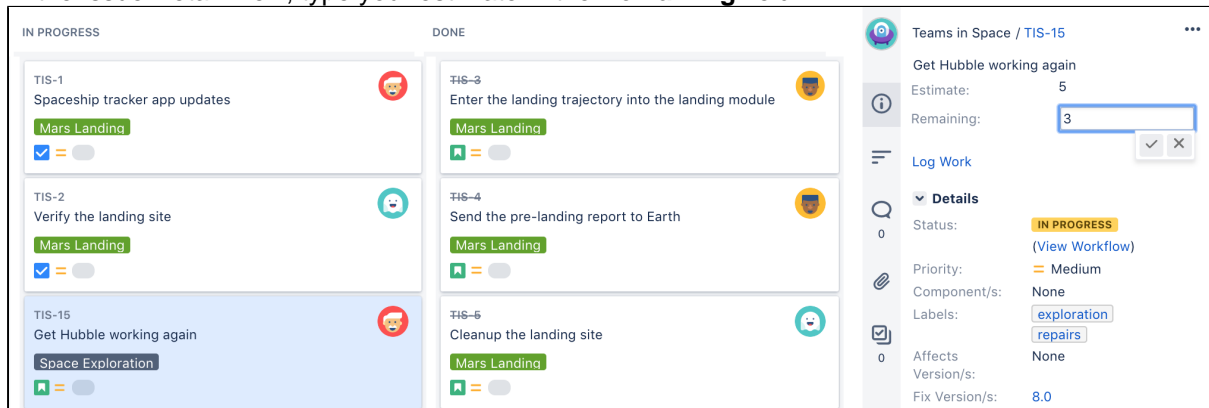 IN PROGRESS
TIS-1
Spaceship tracker app updates
Mars Landing
TIS-2
Verify the landing site
Mars Landing
TIS-15
Get Hubble working again
Space Exploration
DONE
TIS-3
Enter the landing trajectory into the landing module
Mars Landing
TIS-4
Send the pre-landing report to Earth
Mars Landing
TIS-5
Cleanup the landing site
Mars Landing
0
0
Teams in Space / TIS-15
Get Hubble working again
Estimate: 5
Remaining: 3
Log Work
Details
Status: IN PROGRESS
(View Workflow)
Priority: Medium
Component/s: None
Labels: exploration
repairs
Affects None
Version/s:
Fix Version/s: 8.0